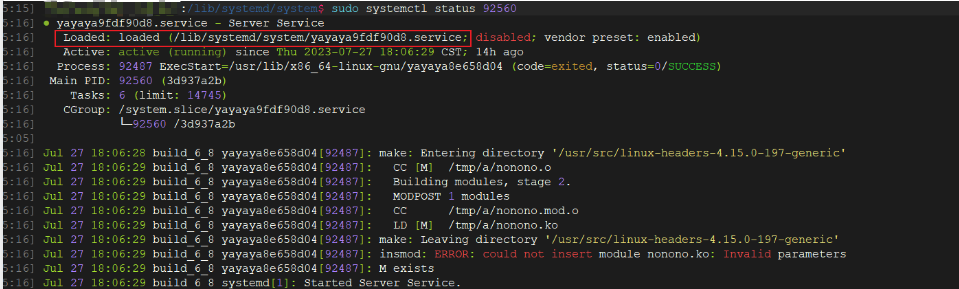 5:15] :/lib/systemd/system$ sudo systemctl status 92560
5:16] ● yayaya9fdf90d8.service - Server Service
5:16] Loaded: loaded (/lib/systemd/system/yayaya9fdf90d8.service; disabled; vendor preset: enabled)
5:16] Active: active (running) since Thu 2023-07-27 18:06:29 CST; 14h ago
5:16] Process: 92487 ExecStart=/usr/lib/x86_64-linux-gnu/yayaya8e658d04 (code=exited, status=0/SUCCESS)
5:16] Main PID: 92560 (3d937a2b)
5:16] Tasks: 6 (limit: 14745)
5:16] CGroup: /system.slice/yayaya9fdf90d8.service
5:16] └─92560 /3d937a2b
5:05]
5:16] Jul 27 18:06:28 build_6_8 yayaya8e658d04[92487]: make: Entering directory '/usr/src/linux-headers-4.15.0-197-generic'
5:16] Jul 27 18:06:29 build_6_8 yayaya8e658d04[92487]: CC [M] /tmp/a/nonono.o
5:16] Jul 27 18:06:29 build_6_8 yayaya8e658d04[92487]: Building modules, stage 2.
5:16] Jul 27 18:06:29 build_6_8 yayaya8e658d04[92487]: MODPOST 1 modules
5:16] Jul 27 18:06:29 build_6_8 yayaya8e658d04[92487]: CC /tmp/a/nonono.mod.o
5:16] Jul 27 18:06:29 build_6_8 yayaya8e658d04[92487]: LD [M] /tmp/a/nonono.ko
5:16] Jul 27 18:06:29 build_6_8 yayaya8e658d04[92487]: make: Leaving directory '/usr/src/linux-headers-4.15.0-197-generic'
5:16] Jul 27 18:06:29 build_6_8 yayaya8e658d04[92487]: insmod: ERROR: could not insert module nonono.ko: Invalid parameters
5:16] Jul 27 18:06:29 build_6_8 yayaya8e658d04[92487]: M exists
5:16] Jul 27 18:06:29 build_6_8 systemd[1]: Started Server Service.